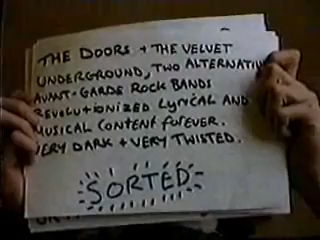 THE DOORS + THE VELVET
UNDERGROUND, TWO ALTERNATIV
AVANT-GARDE ROCK BANDS
REVOLUTIONIZED LYRICAL AND
MUSICAL CONTENT FOREVER.
VERY DARK + VERY TWISTED.
SORTED